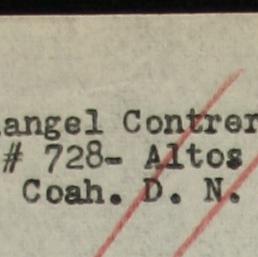 angel Contrer
# 728- Altos
Coah. D. N.